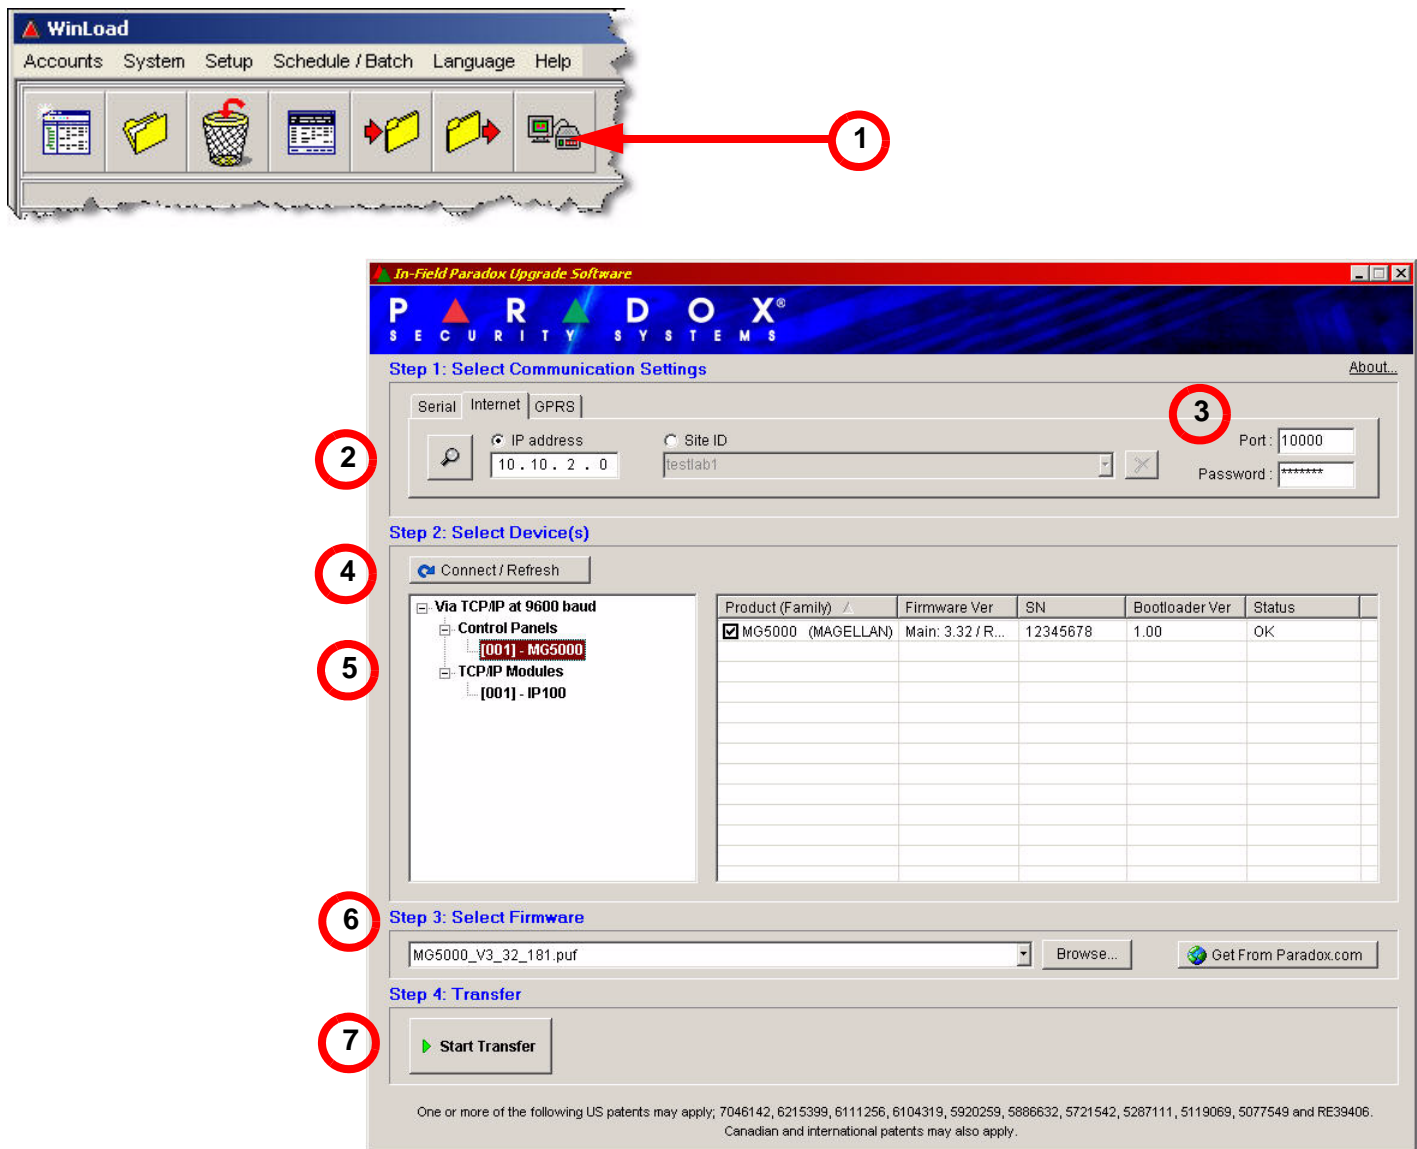 WinLoad
Accounts System Setup Schedule / Batch Language Help
1
In-Field Paradox Upgrade Software
PARADOX®
SECURITY SYSTEMS
Step 1: Select Communication Settings
About...
Serial Internet GPRS
3
2
IP address
Site ID
Port : 10000
10 . 10 . 2 . 0
testlab1
Password : *******
Step 2: Select Device(s)
4
Connect / Refresh
Via TCP/IP at 9600 baud
Control Panels
[001] - MG5000
TCP/IP Modules
[001] - IP100
5
Product (Family) Firmware Ver SN Bootloader Ver Status
MG5000 (MAGELLAN) Main: 3.32 / R... 12345678 1.00 OK
6
Step 3: Select Firmware
MG5000_V3_32_181.puf
Browse...
Get From Paradox.com
Step 4: Transfer
7
Start Transfer
One or more of the following US patents may apply; 7046142, 6215399, 6111256, 6104319, 5920259, 5886632, 5721542, 5287111, 5119069, 5077549 and RE39406.
Canadian and international patents may also apply.